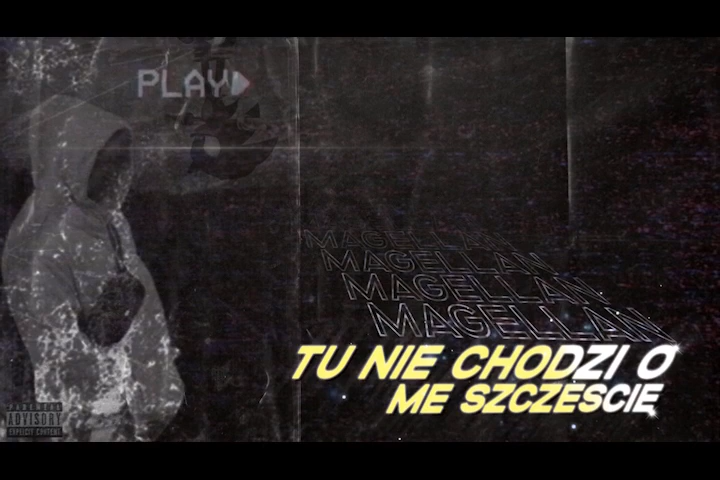 PLAY
MAGELLAN
MAGELLAN
MAGELLAN
MAGELLAN
TU NIE CHODZI O
ME SZCZESCIE
PARENTAL
ADVISORY
EXPLICIT CONTENT